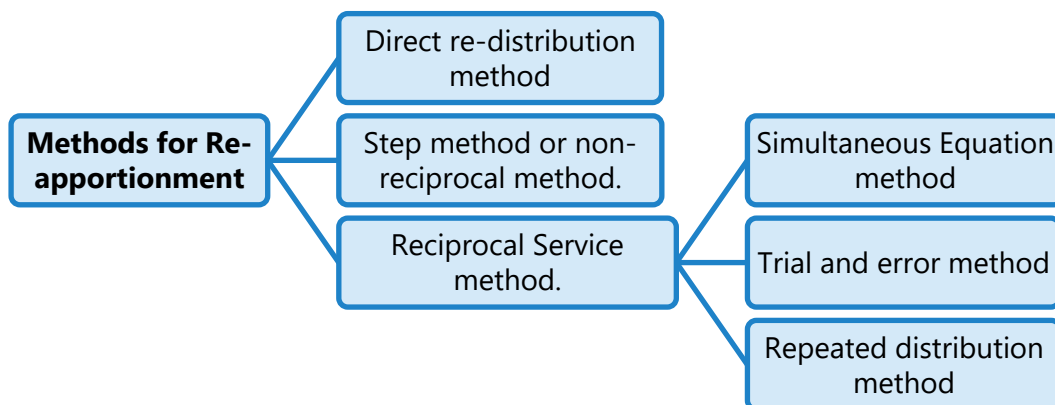 Methods for Re-
apportionment
Direct re-distribution
method
Step method or non-
reciprocal method.
Reciprocal Service
method.
Simultaneous Equation
method
Trial and error method
Repeated distribution
method